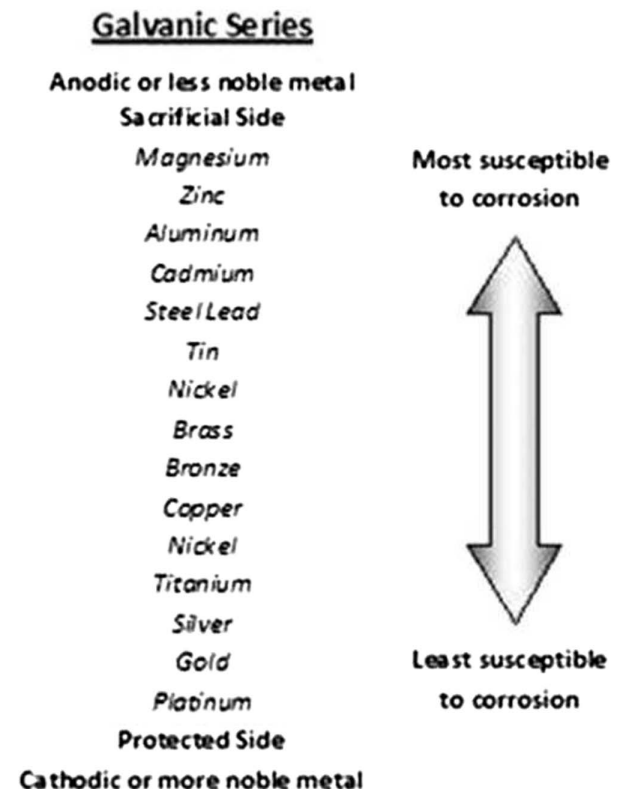 Galvanic Series
Anodic or less noble metal
Sacrificial Side
Magnesium
Zinc
Aluminum
Cadmium
Steel Lead
Tin
Nickel
Brass
Bronze
Copper
Nickel
Titanium
Silver
Gold
Platinum
Protected Side
Cathodic or more noble metal
Most susceptible
to corrosion
Least susceptible
to corrosion